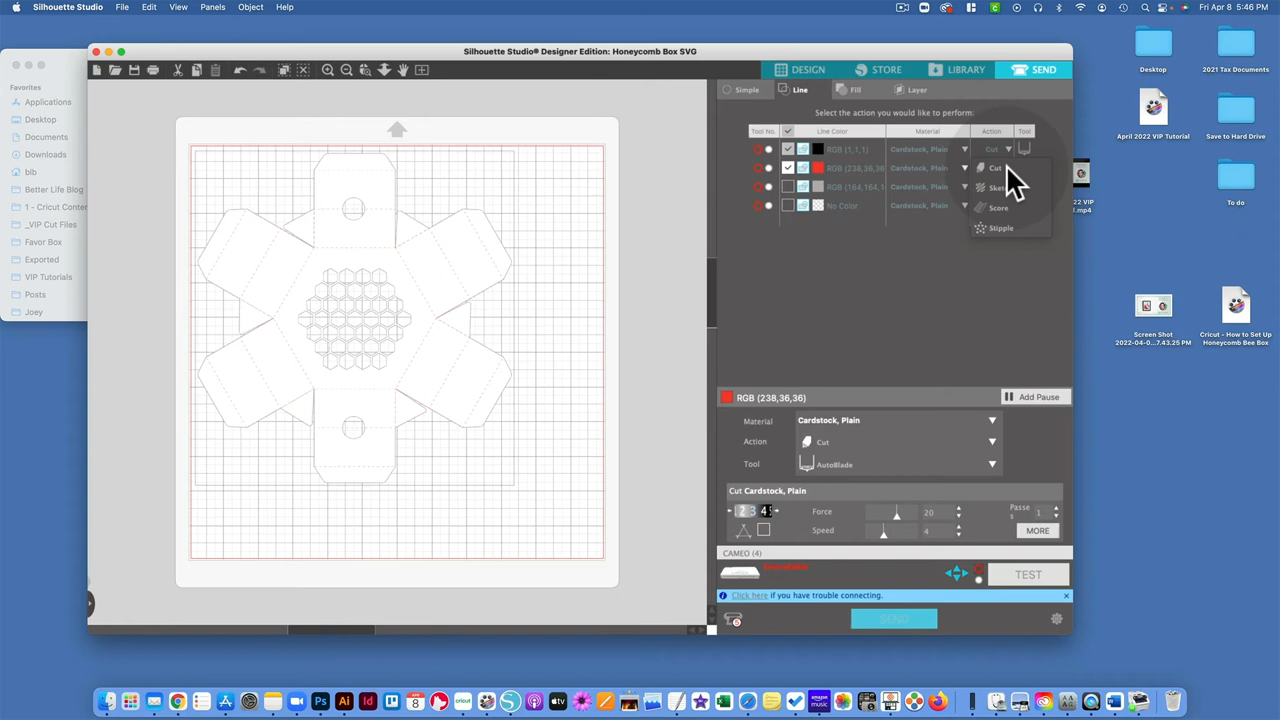 Silhouette Studio File Edit View Panels Object Help Fri Apr 8 5:46 PM
Silhouette Studio® Designer Edition: Honeycomb Box SVG
DESIGN STORE LIBRARY SEND
Favorites
Applications
Desktop
Documents
Downloads
blb
Better Life Blog
1 - Cricut Conten
_VIP Cut Files
Favor Box
Exported
VIP Tutorials
Posts
Joey
Simple Line Fill Layer
Select the action you would like to perform:
Tool No. Line Color Material Action Tool
RGB (1,1,1) Cardstock, Plain Cut
RGB (238,36,36 Cardstock, Plain Cut
RGB (164,164,1 Cardstock, Plain
No Color Cardstock, Plain Score
Stipple
RGB (238,36,36) Add Pause
Material Cardstock, Plain
Action Cut
Tool AutoBlade
Cut Cardstock, Plain
Force 20 Passe
s 1
Speed 4 MORE
CAMEO (4)
TEST
Click here if you have trouble connecting.
SEND
Desktop 2021 Tax Documents
April 2022 VIP Tutorial Save to Hard Drive
22 VIP
.mp4
To do
Screen Shot
2022-04-0...7.43.25 PM
Cricut - How to Set Up
Honeycomb Bee Box